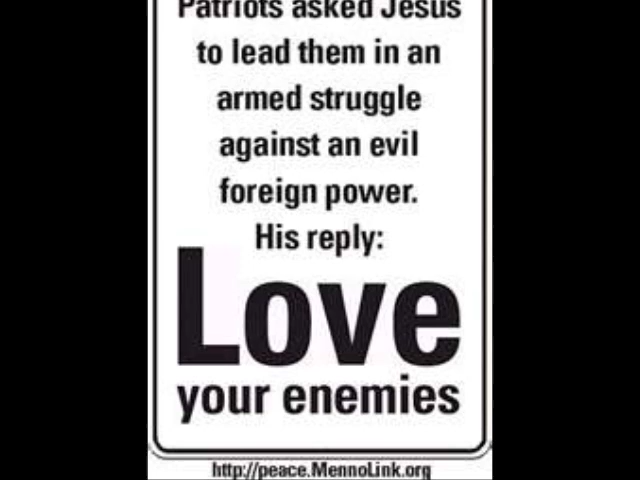 Patriots asked Jesus
to lead them in an
armed struggle
against an evil
foreign power.
His reply:
Love
your enemies
http://peace.MennoLink.org